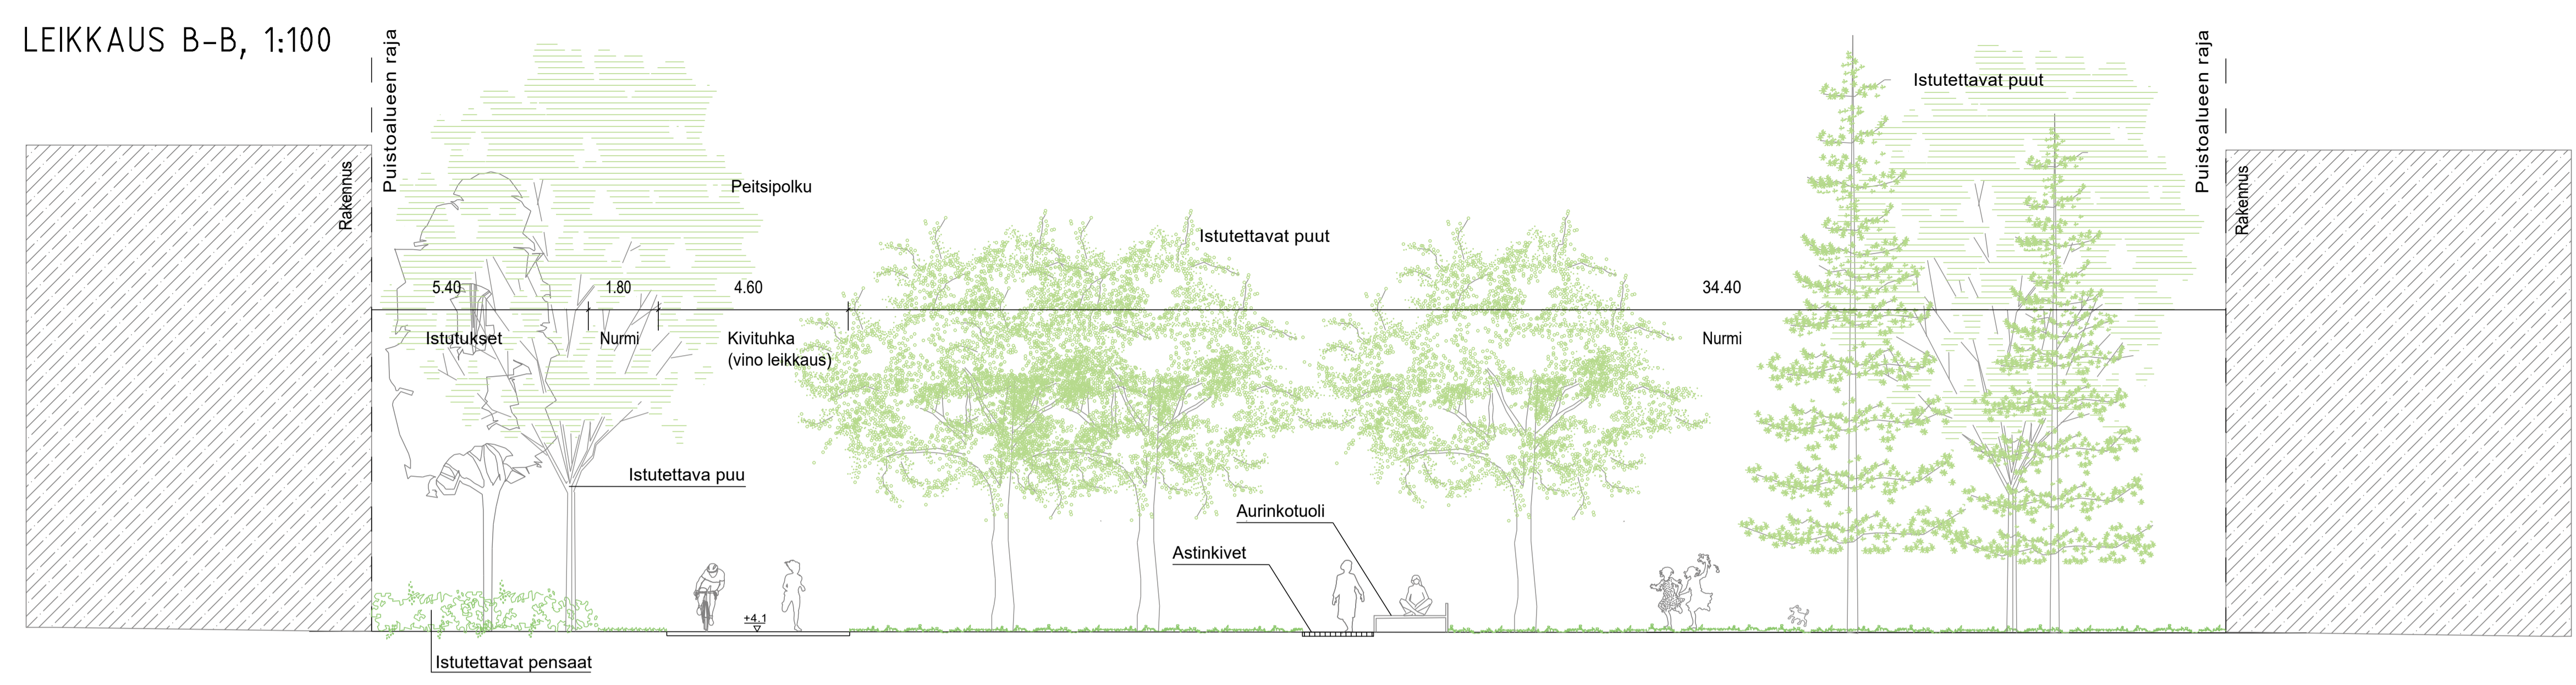 LEIKKAUS B-B, 1:100
Puistoalueen raja
Rakennus
Peitsipolku
Istutettavat puut
Istutettavat puut
Puistoalueen raja
Rakennus
5.40
1.80
4.60
34.40
Istutukset
Nurmi
Kivituhka
(vino leikkaus)
Nurmi
Istutettava puu
Aurinkotuoli
Astinkivet
+4.1
Istutettavat pensaat